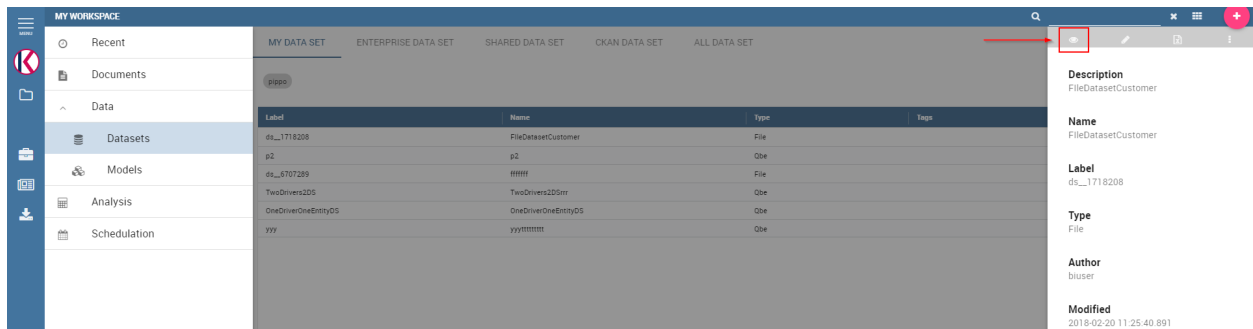 MY WORKSPACE
MENU
Recent
Documents
Data
Datasets
Models
Analysis
Schedulation
MY DATA SET ENTERPRISE DATA SET SHARED DATA SET CKAN DATA SET ALL DATA SET
pippo
Label Name Type Tags
ds__1718208 FileDatasetCustomer File
p2 p2 Qbe
ds__6707289 fffffff File
TwoDrivers2DS TwoDrivers2DSrrr Qbe
OneDriverOneEntityDS OneDriverOneEntityDS Qbe
yyy yyyttttttttt Qbe
Description
FileDatasetCustomer
Name
FileDatasetCustomer
Label
ds__1718208
Type
File
Author
biuser
Modified
2018-02-20 11:25:40.891